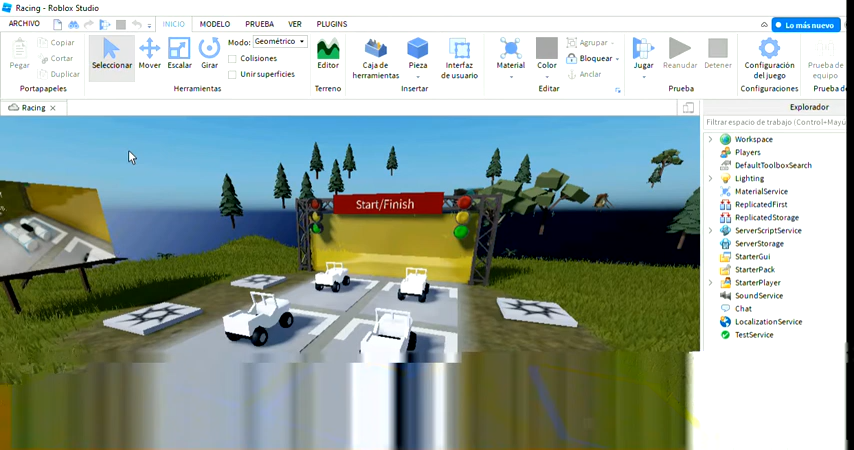 Racing - Roblox Studio
ARCHIVO
INICIO
MODELO
PRUEBA
VER
PLUGINS
Lo más nuevo
Pegar
Copiar
Cortar
Duplicar
Portapapeles
Seleccionar
Mover
Escalar
Girar
Modo: Geométrico
Colisiones
Unir superficies
Herramientas
Editor
Terreno
Caja de herramientas
Pieza
Interfaz de usuario
Insertar
Material
Color
Agrupar
Bloquear
Anclar
Editar
Jugar
Reanudar
Detener
Prueba
Configuración del juego
Configuraciones
Prueba de equipo
Prueba de
Racing
Start/Finish
Explorador
Filtrar espacio de trabajo (Control+Mayú
Workspace
Players
DefaultToolboxSearch
Lighting
MaterialService
ReplicatedFirst
ReplicatedStorage
ServerScriptService
ServerStorage
StarterGui
StarterPack
StarterPlayer
SoundService
Chat
LocalizationService
TestService